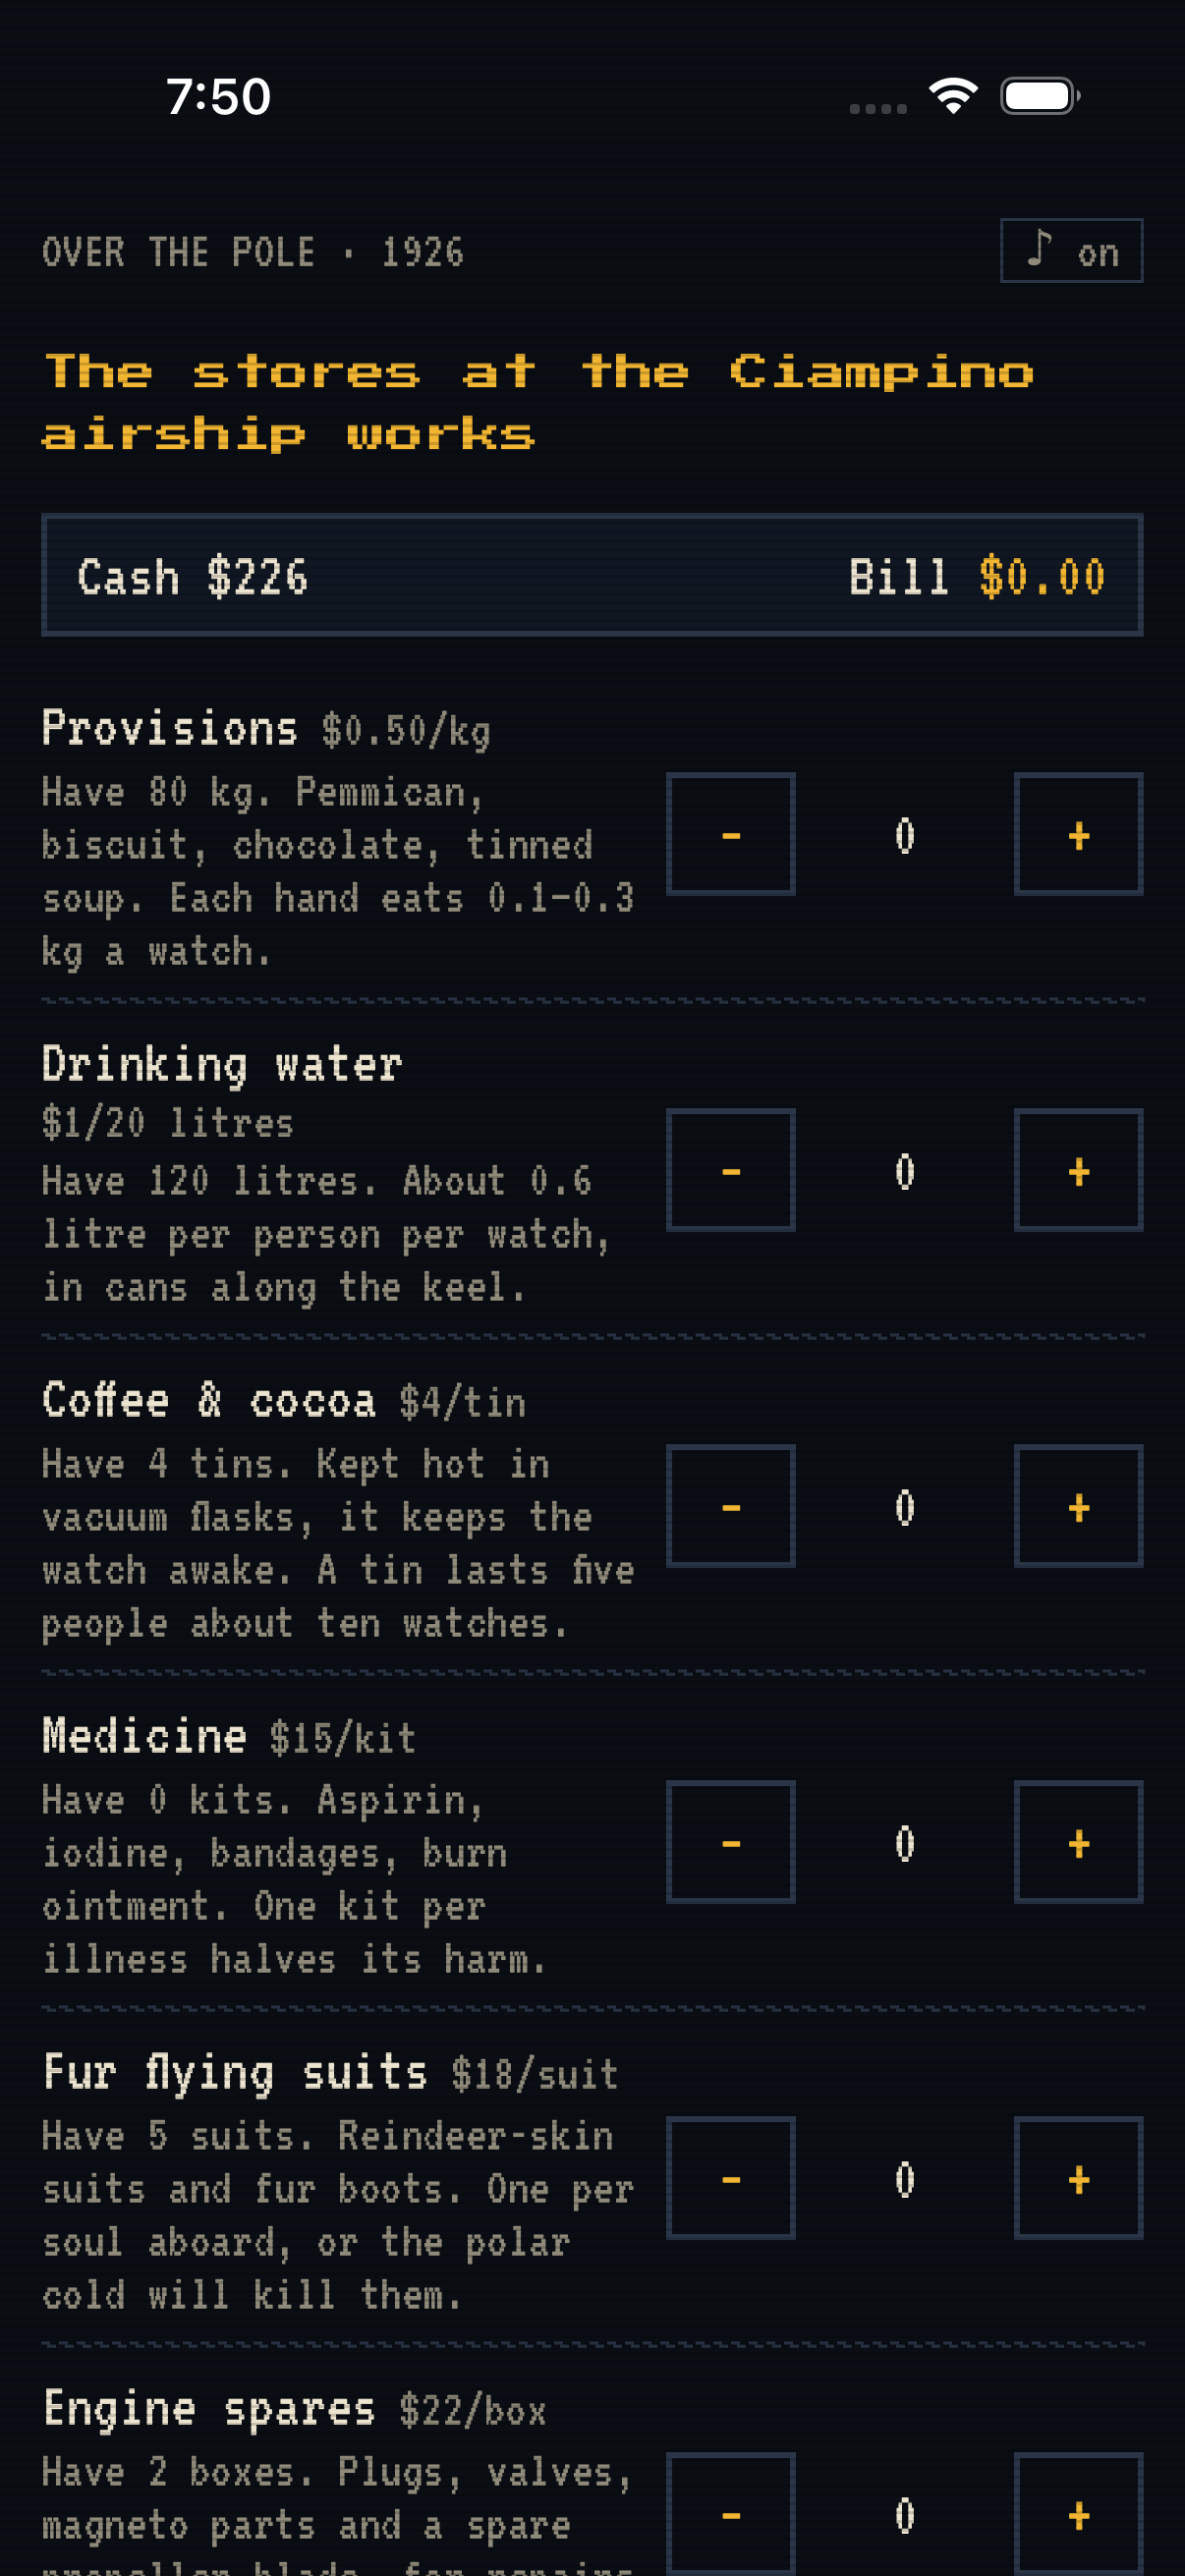 7:50
OVER THE POLE · 1926
♪ on
The stores at the Ciampino
airship works
Cash $226
Bill $0.00
Provisions $0.50/kg
Have 80 kg. Pemmican,
biscuit, chocolate, tinned
soup. Each hand eats 0.1–0.3
kg a watch.
- 0 +
Drinking water
$1/20 litres
Have 120 litres. About 0.6
litre per person per watch,
in cans along the keel.
- 0 +
Coffee & cocoa $4/tin
Have 4 tins. Kept hot in
vacuum flasks, it keeps the
watch awake. A tin lasts five
people about ten watches.
- 0 +
Medicine $15/kit
Have 0 kits. Aspirin,
iodine, bandages, burn
ointment. One kit per
illness halves its harm.
- 0 +
Fur flying suits $18/suit
Have 5 suits. Reindeer-skin
suits and fur boots. One per
soul aboard, or the polar
cold will kill them.
- 0 +
Engine spares $22/box
Have 2 boxes. Plugs, valves,
magneto parts and a spare
- 0 +